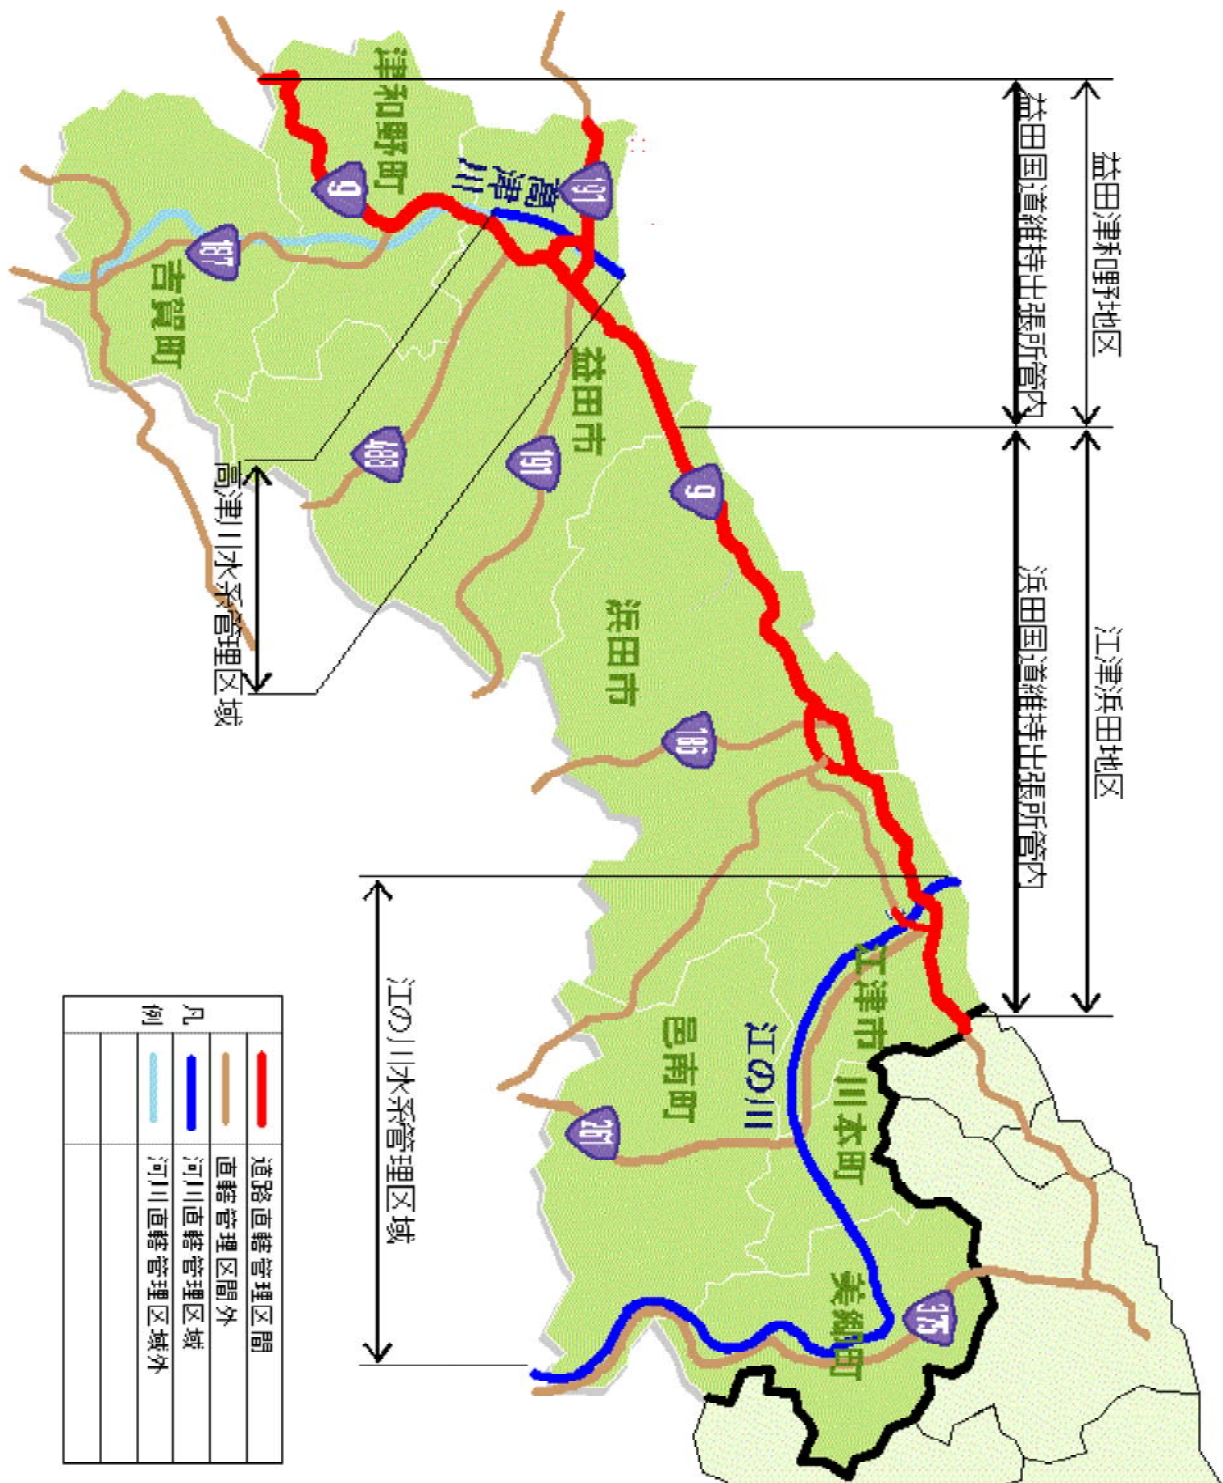 益田津和野地区
江津浜田地区
益田国道維持出張所管内
浜田国道維持出張所管内
津和野町
高津川
191
9
187
吉賀町
益田市
488
191
9
高津川水系管理区域
浜田市
186
江津市
川本町
江の川
邑南町
261
美郷町
375
江の川水系管理区域
凡例
道路直轄管理区間
直轄管理区間外
河川直轄管理区域
河川直轄管理区域外